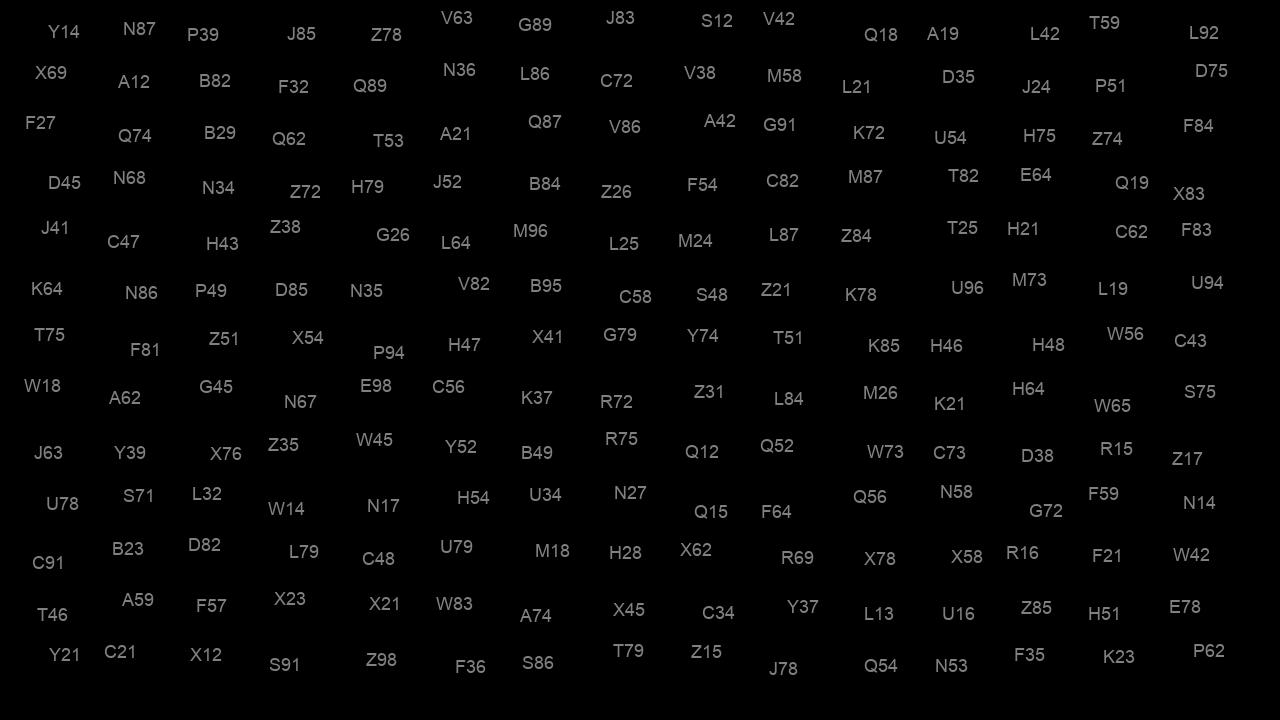 Y14 N87 P39 J85 Z78 V63 G89 J83 S12 V42 Q18 A19 L42 T59 L92
X69 A12 B82 F32 Q89 N36 L86 C72 V38 M58 L21 D35 J24 P51 D75
F27 Q74 B29 Q62 T53 A21 Q87 V86 A42 G91 K72 U54 H75 Z74 F84
D45 N68 N34 Z72 H79 J52 B84 Z26 F54 C82 M87 T82 E64 Q19 X83
J41 C47 H43 Z38 G26 L64 M96 L25 M24 L87 Z84 T25 H21 C62 F83
K64 N86 P49 D85 N35 V82 B95 C58 S48 Z21 K78 U96 M73 L19 U94
T75 F81 Z51 X54 P94 H47 X41 G79 Y74 T51 K85 H46 H48 W56 C43
W18 A62 G45 N67 E98 C56 K37 R72 Z31 L84 M26 K21 H64 W65 S75
J63 Y39 X76 Z35 W45 Y52 B49 R75 Q12 Q52 W73 C73 D38 R15 Z17
U78 S71 L32 W14 N17 H54 U34 N27 Q15 F64 Q56 N58 G72 F59 N14
C91 B23 D82 L79 C48 U79 M18 H28 X62 R69 X78 X58 R16 F21 W42
T46 A59 F57 X23 X21 W83 A74 X45 C34 Y37 L13 U16 Z85 H51 E78
Y21 C21 X12 S91 Z98 F36 S86 T79 Z15 J78 Q54 N53 F35 K23 P62